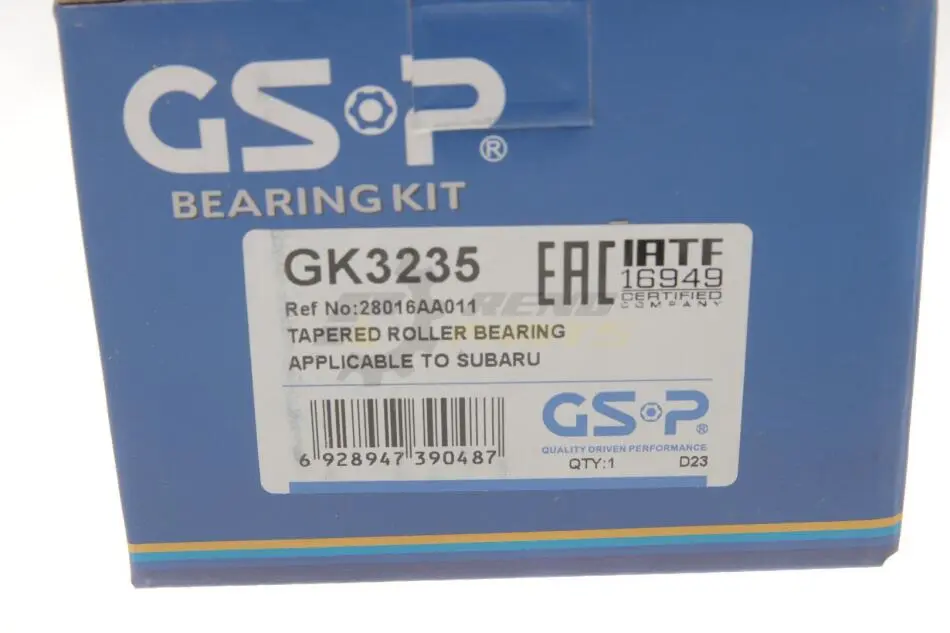 GS·P®
BEARING KIT
GK3235
EAC
IATF
16949
CERTIFIED
COMPANY
Ref No:28016AA011
TAPERED ROLLER BEARING
APPLICABLE TO SUBARU
6 928947 390487
GS·P®
QUALITY DRIVEN PERFORMANCE
QTY:1 D23